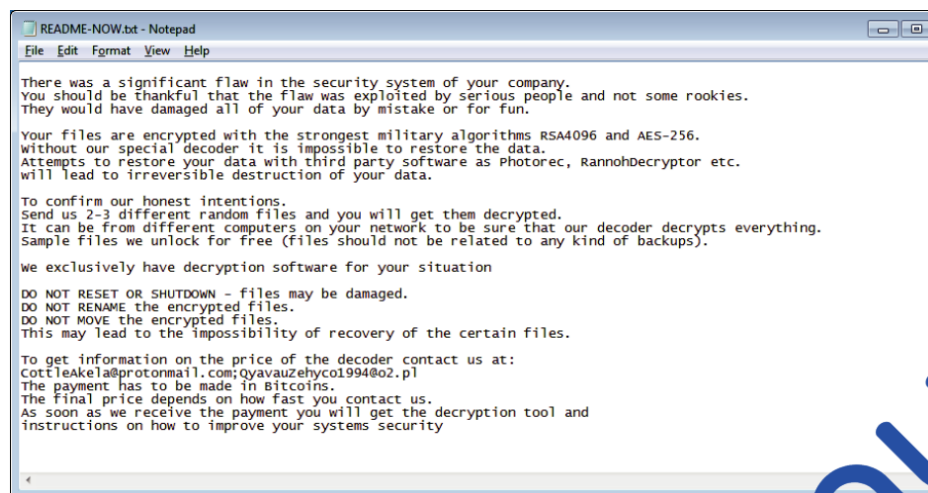 README-NOW.txt - Notepad
File Edit Format View Help
There was a significant flaw in the security system of your company.
You should be thankful that the flaw was exploited by serious people and not some rookies.
They would have damaged all of your data by mistake or for fun.
Your files are encrypted with the strongest military algorithms RSA4096 and AES-256.
Without our special decoder it is impossible to restore the data.
Attempts to restore your data with third party software as Photorec, RannohDecryptor etc.
will lead to irreversible destruction of your data.
To confirm our honest intentions.
Send us 2-3 different random files and you will get them decrypted.
It can be from different computers on your network to be sure that our decoder decrypts everything.
Sample files we unlock for free (files should not be related to any kind of backups).
We exclusively have decryption software for your situation
DO NOT RESET OR SHUTDOWN - files may be damaged.
DO NOT RENAME the encrypted files.
DO NOT MOVE the encrypted files.
This may lead to the impossibility of recovery of the certain files.
To get information on the price of the decoder contact us at:
CottleAkela@protonmail.com;QyavauZehyco1994@o2.pl
The payment has to be made in Bitcoins.
The final price depends on how fast you contact us.
As soon as we receive the payment you will get the decryption tool and
instructions on how to improve your systems security